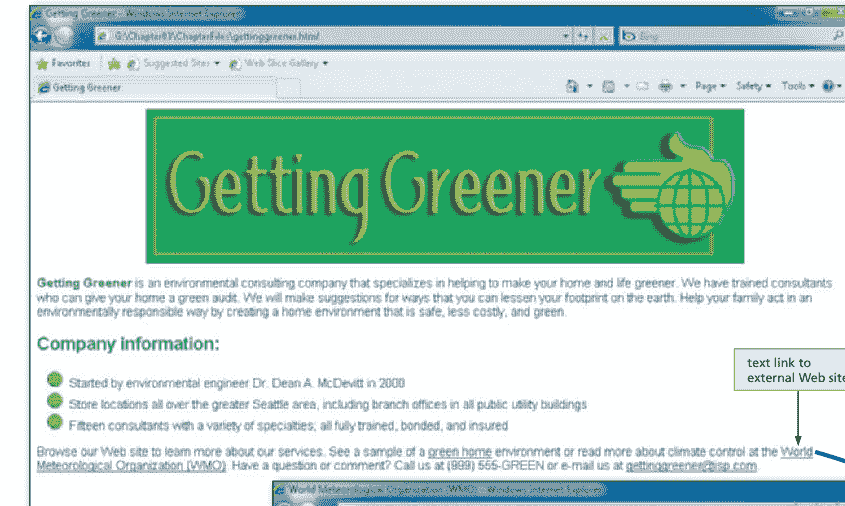 Getting Greener - Windows Internet Explorer
G:\Chapter03\ChapterFiles\gettinggreener.html
Bing
Favorites Suggested Sites Web Slice Gallery
Getting Greener
Page Safety Tools
Getting Greener
Getting Greener is an environmental consulting company that specializes in helping to make your home and life greener. We have trained consultants
who can give your home a green audit. We will make suggestions for ways that you can lessen your footprint on the earth. Help your family act in an
environmentally responsible way by creating a home environment that is safe, less costly, and green.
Company information:
text link to
external Web site
Started by environmental engineer Dr. Dean A. McDevitt in 2008
Store locations all over the greater Seattle area, including branch offices in all public utility buildings
Fifteen consultants with a variety of specialties; all fully trained, bonded, and insured
Browse our Web site to learn more about our services. See a sample of a green home environment or read more about climate control at the World
Meteorological Organization (WMO). Have a question or comment? Call us at (999) 555-GREEN or e-mail us at gettinggreener@isp.com.
World Meteorological Organization (WMO) - Windows Internet Explorer